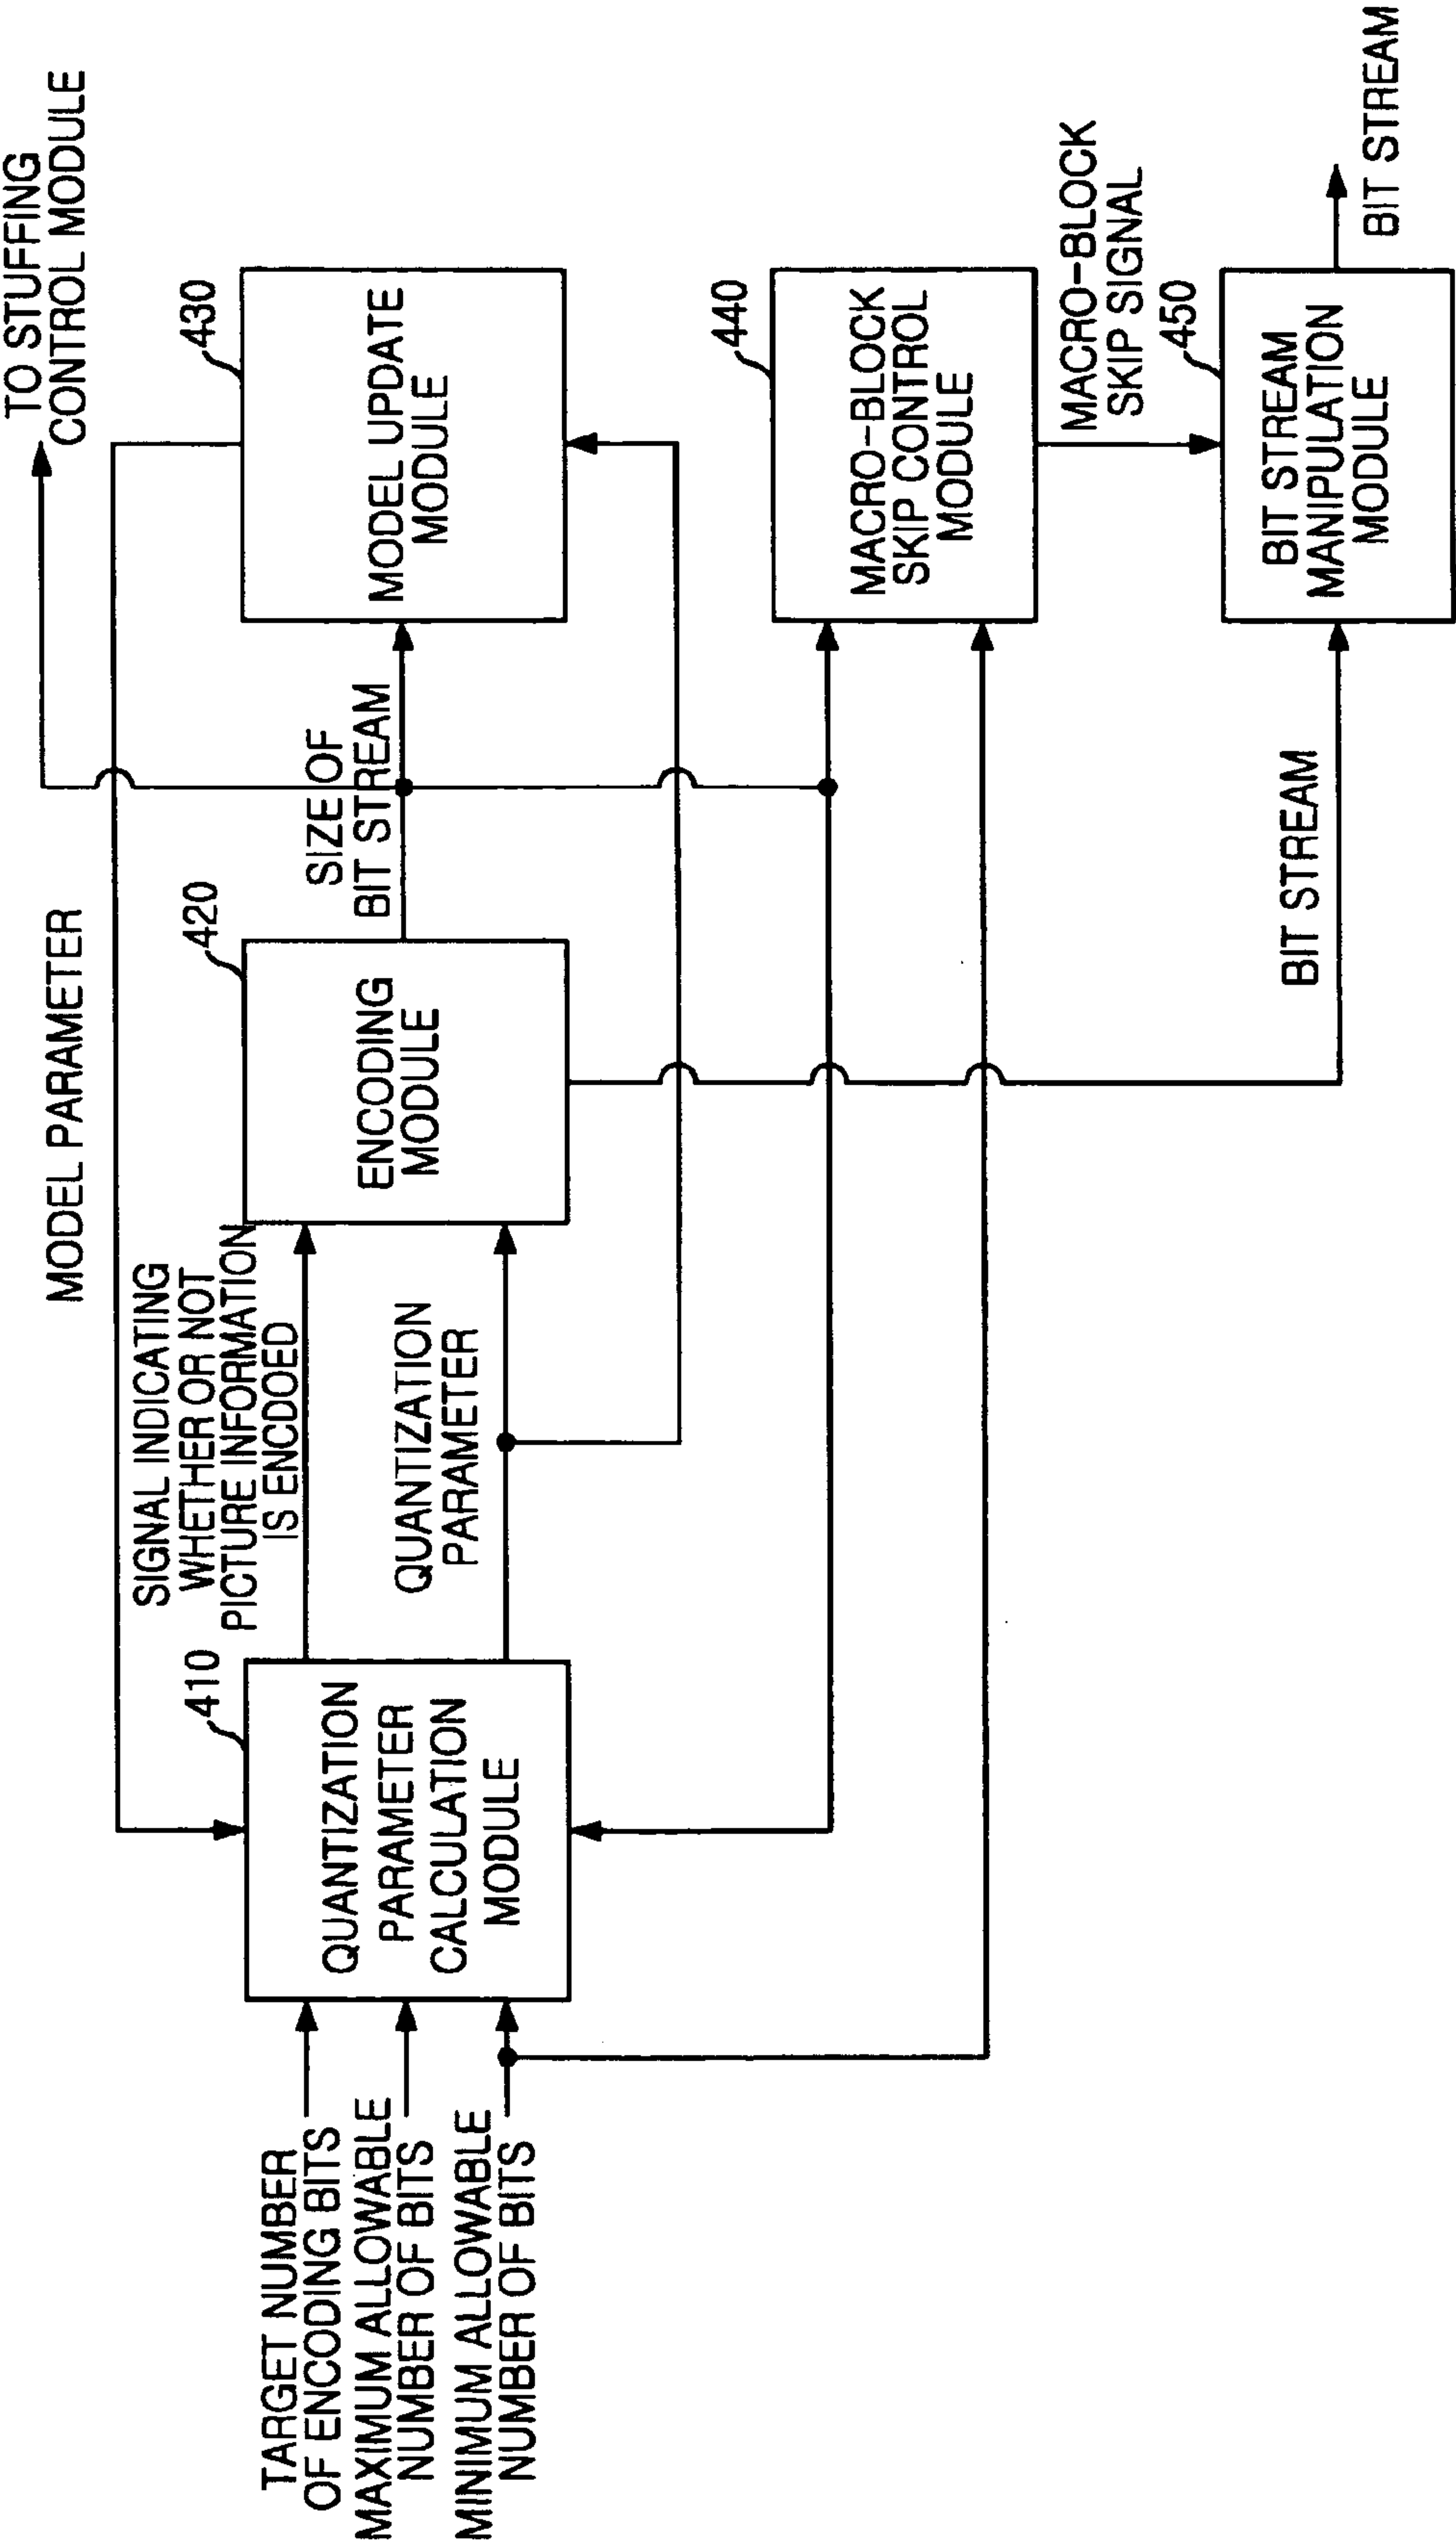 TO STUFFING
CONTROL MODULE
MODEL PARAMETER
SIGNAL INDICATING
WHETHER OR NOT
PICTURE INFORMATION
IS ENCDOED
410
QUANTIZATION
PARAMETER
CALCULATION
MODULE
TARGET NUMBER
OF ENCODING BITS
MAXIMUM ALLOWABLE
NUMBER OF BITS
MINIMUM ALLOWABLE
NUMBER OF BITS
QUANTIZATION
PARAMETER
420
ENCODING
MODULE
SIZE OF
BIT STREAM
430
MODEL UPDATE
MODULE
440
MACRO-BLOCK
SKIP CONTROL
MODULE
MACRO-BLOCK
SKIP SIGNAL
BIT STREAM
450
BIT STREAM
MANIPULATION
MODULE
BIT STREAM